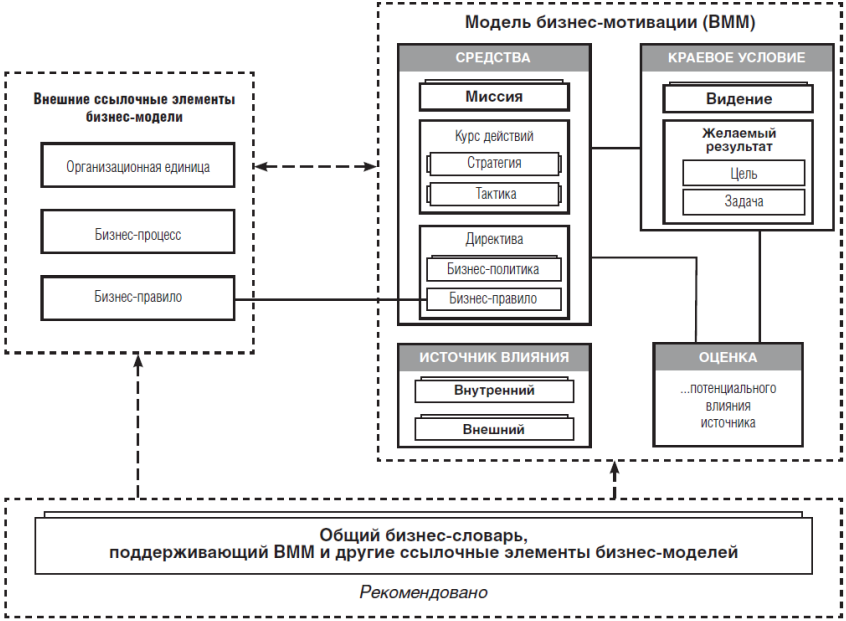 Модель бизнес-мотивации (BMM)
Внешние ссылочные элементы
бизнес-модели
Организационная единица
Бизнес-процесс
Бизнес-правило
СРЕДСТВА
Миссия
Курс действий
Стратегия
Тактика
Директива
Бизнес-политика
Бизнес-правило
КРАЕВОЕ УСЛОВИЕ
Видение
Желаемый
результат
Цель
Задача
ИСТОЧНИК ВЛИЯНИЯ
Внутренний
Внешний
ОЦЕНКА
...потенциального
влияния
источника
Общий бизнес-словарь,
поддерживающий BMM и другие ссылочные элементы бизнес-моделей
Рекомендовано